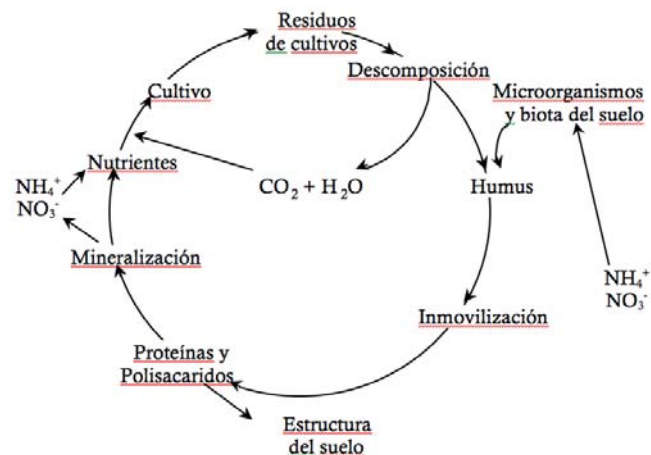 Residuos
de cultivos
Descomposición
Microorganismos
y biota del suelo
Cultivo
Nutrientes
NH₄⁺
NO₃⁻
CO₂ + H₂O
Humus
Mineralización
NH₄⁺
NO₃⁻
Inmovilización
Proteínas y
Polisacaridos
Estructura
del suelo